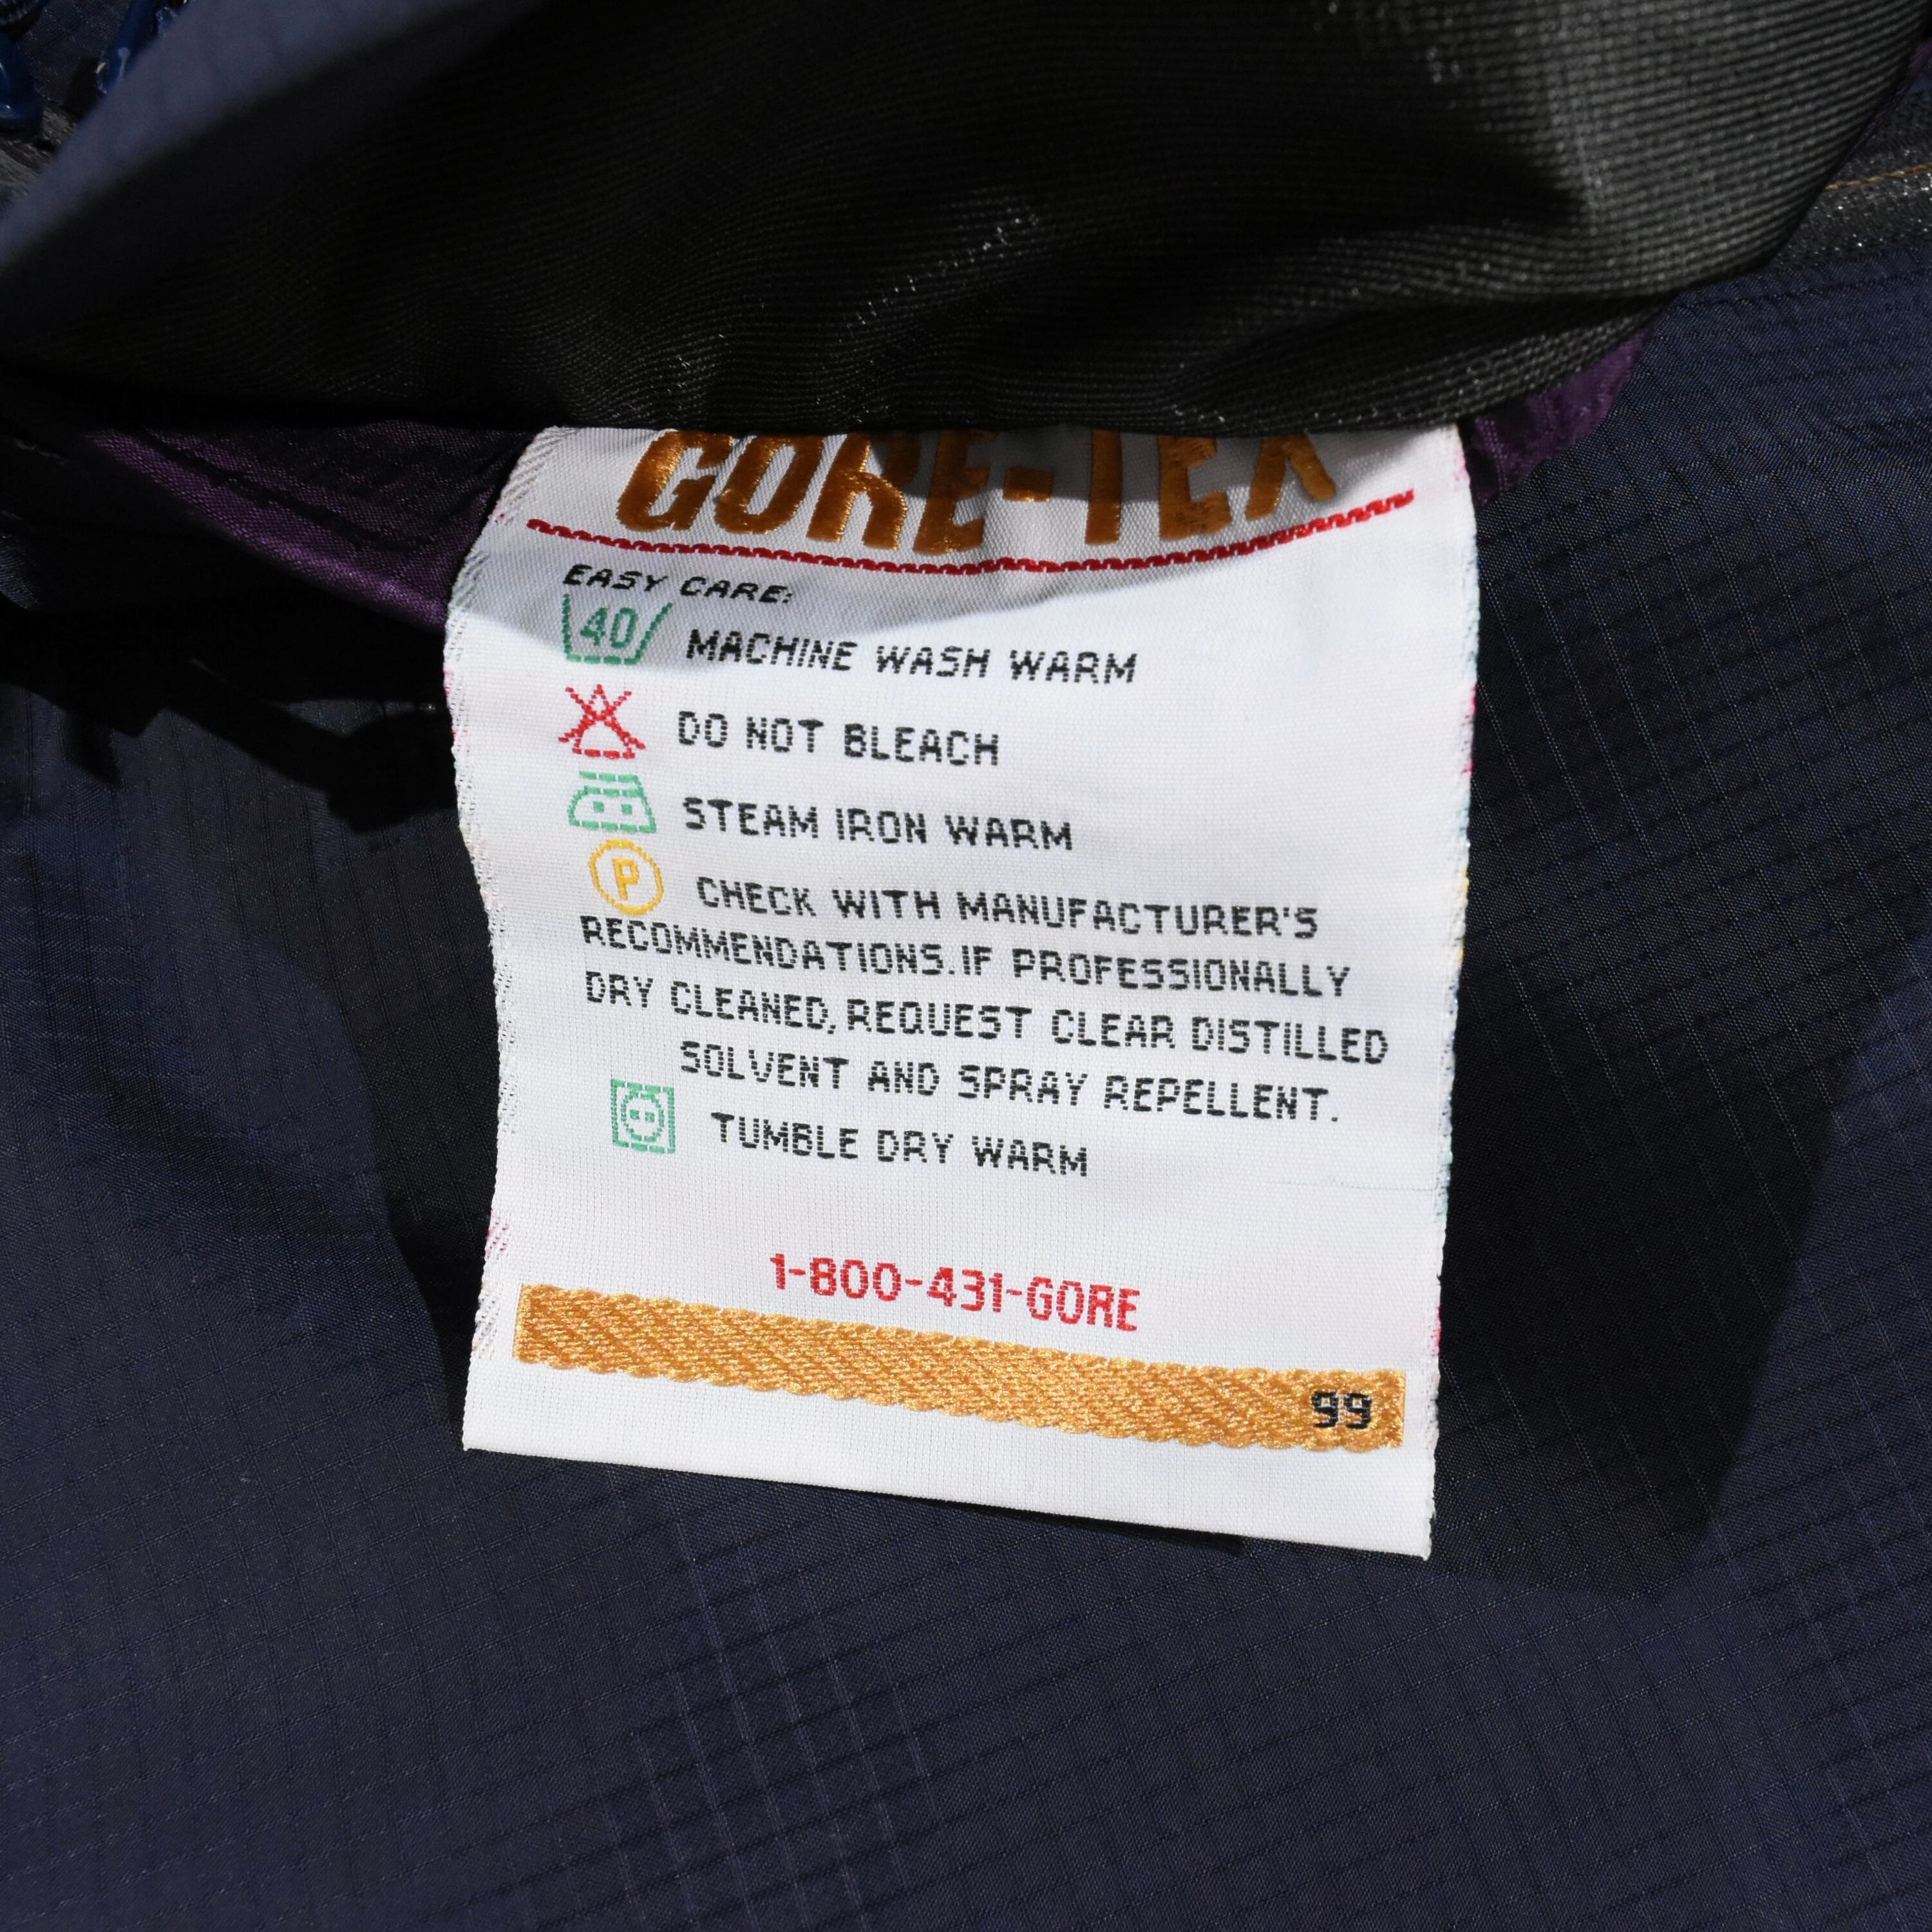 GORE-TEX
EASY CARE:
40 MACHINE WASH WARM
DO NOT BLEACH
STEAM IRON WARM
P CHECK WITH MANUFACTURER'S
RECOMMENDATIONS.IF PROFESSIONALLY
DRY CLEANED, REQUEST CLEAR DISTILLED
SOLVENT AND SPRAY REPELLENT.
TUMBLE DRY WARM
1-800-431-GORE
99